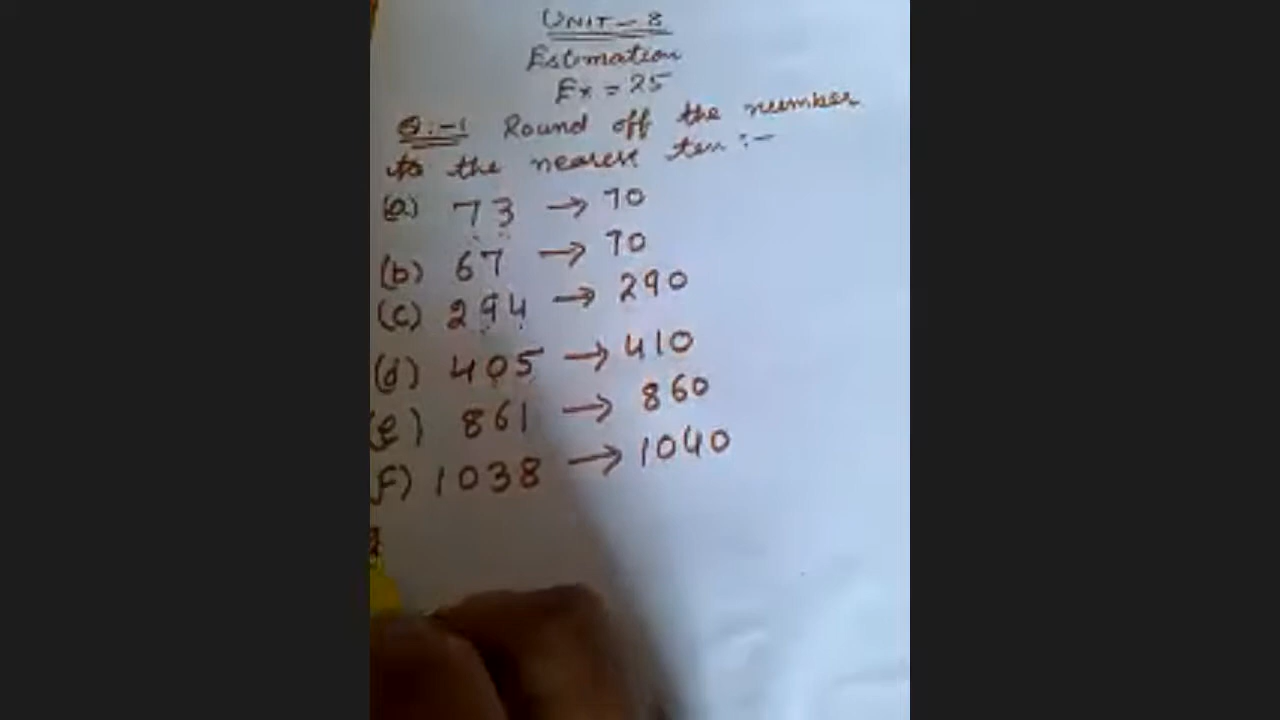 UNIT - 8
Estimation
Ex = 25
Q:-1 Round off the number
to the nearest ten :-
(a) 73 → 70
(b) 67 → 70
(c) 294 → 290
(d) 405 → 410
(e) 861 → 860
(F) 1038 → 1040